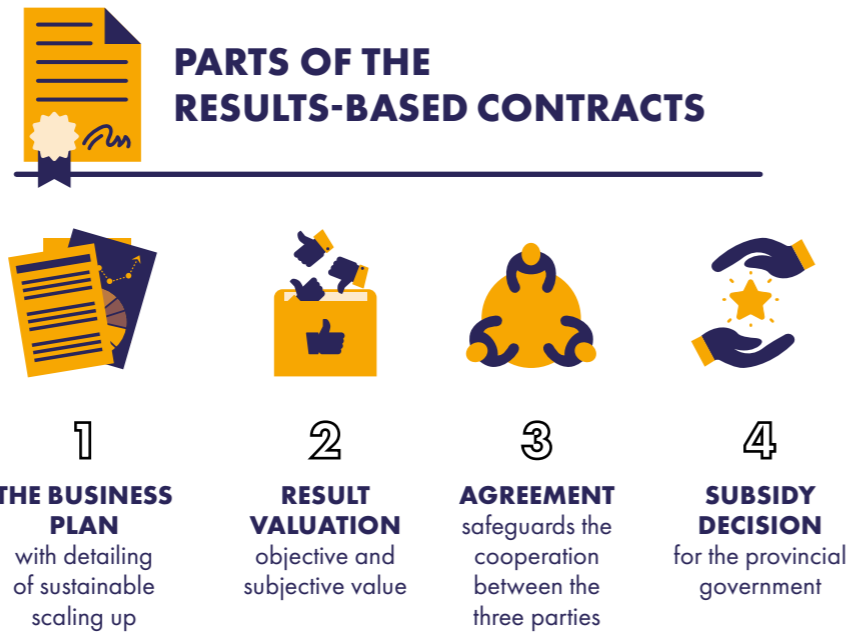 PARTS OF THE
RESULTS-BASED CONTRACTS
1
THE BUSINESS
PLAN
with detailing
of sustainable
scaling up
2
RESULT
VALUATION
objective and
subjective value
3
AGREEMENT
safeguards the
cooperation
between the
three parties
4
SUBSIDY
DECISION
for the provincial
government